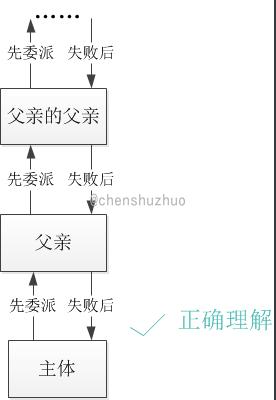 ......
先委派 失败后
父亲的父亲
先委派 失败后
@chenshuzhuo
父亲
先委派 失败后
正确理解
主体